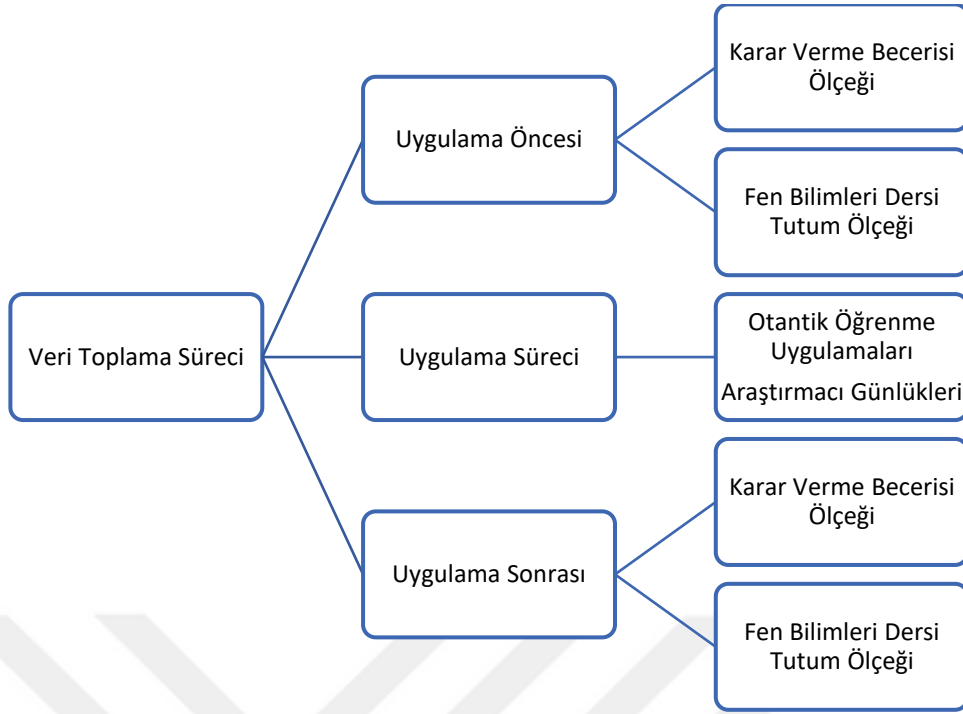 Veri Toplama Süreci
Uygulama Öncesi
Karar Verme Becerisi
Ölçeği
Fen Bilimleri Dersi
Tutum Ölçeği
Uygulama Süreci
Otantik Öğrenme
Uygulamaları
Araştırmacı Günlükleri
Uygulama Sonrası
Karar Verme Becerisi
Ölçeği
Fen Bilimleri Dersi
Tutum Ölçeği